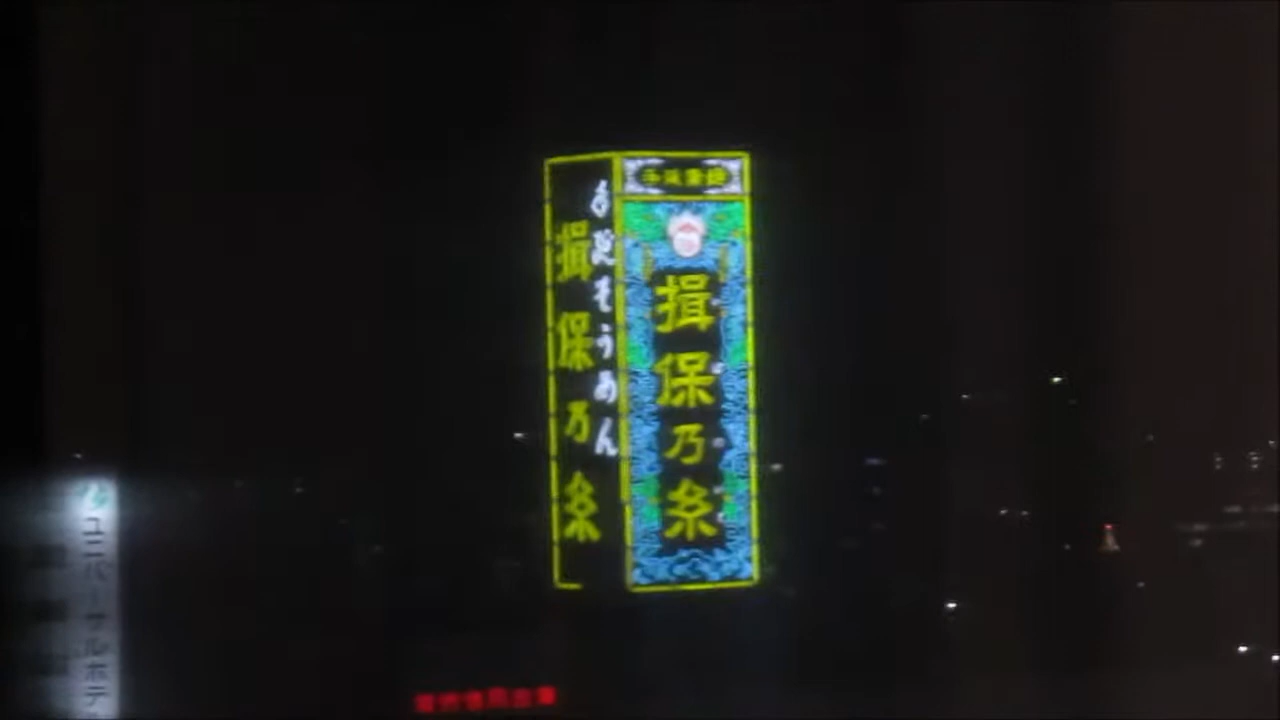 手延そうめん
揖保乃糸
手延素麺
揖保乃糸
ユニバーサルホテ